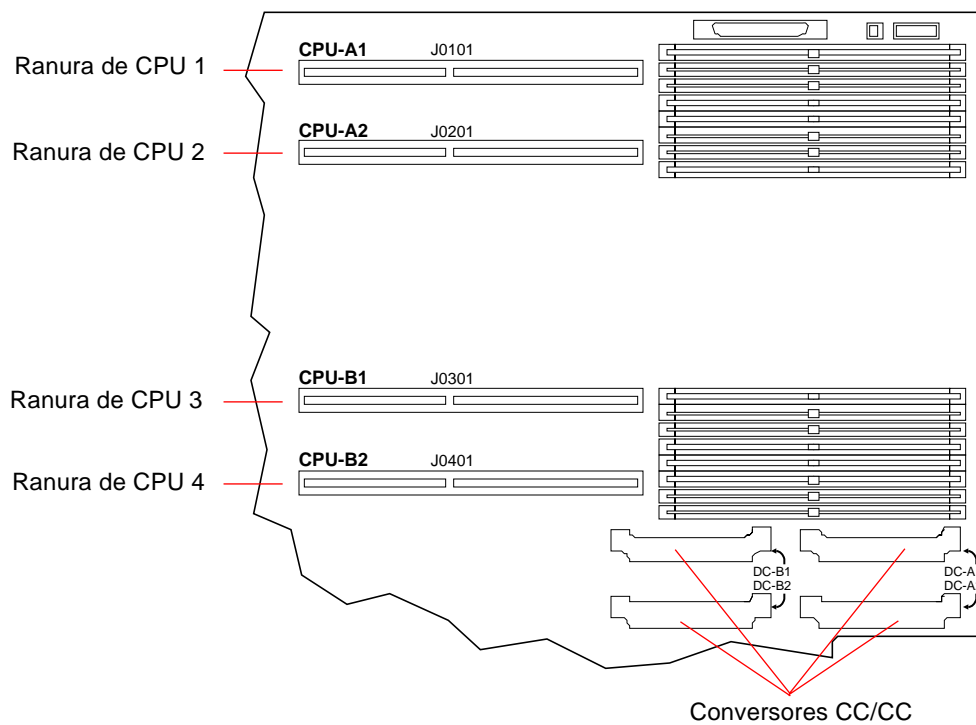 CPU-A1 J0101
Ranura de CPU 1
CPU-A2 J0201
Ranura de CPU 2
CPU-B1 J0301
Ranura de CPU 3
CPU-B2 J0401
Ranura de CPU 4
DC-B1
DC-B2
DC-A
DC-A
Conversores CC/CC